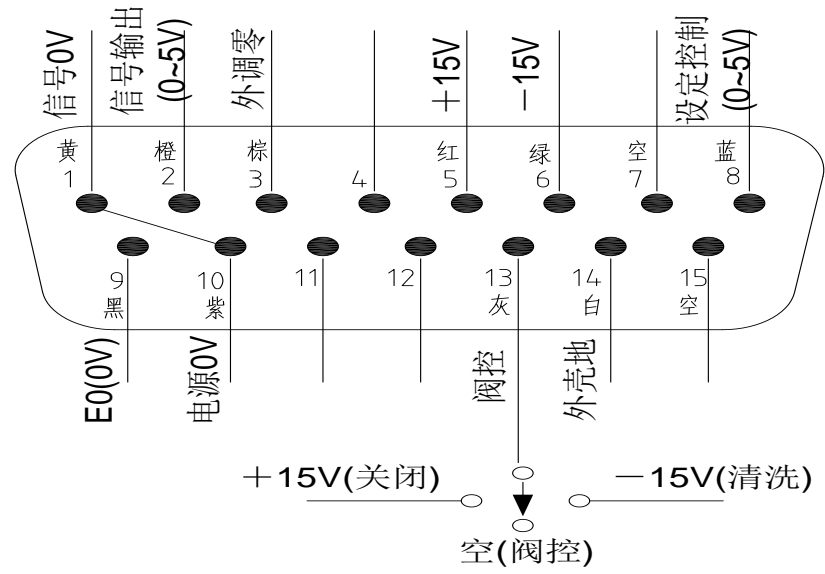 信号0V
信号输出
(0~5V)
外调零
+15V
−15V
设定控制
(0~5V)
黄 橙 棕 红 绿 空 蓝
1 2 3 4 5 6 7 8
9 10 11 12 13 14 15
黑 紫 灰 白 空
E0(0V)
电源0V
阀控
外壳地
+15V(关闭)
−15V(清洗)
空(阀控)